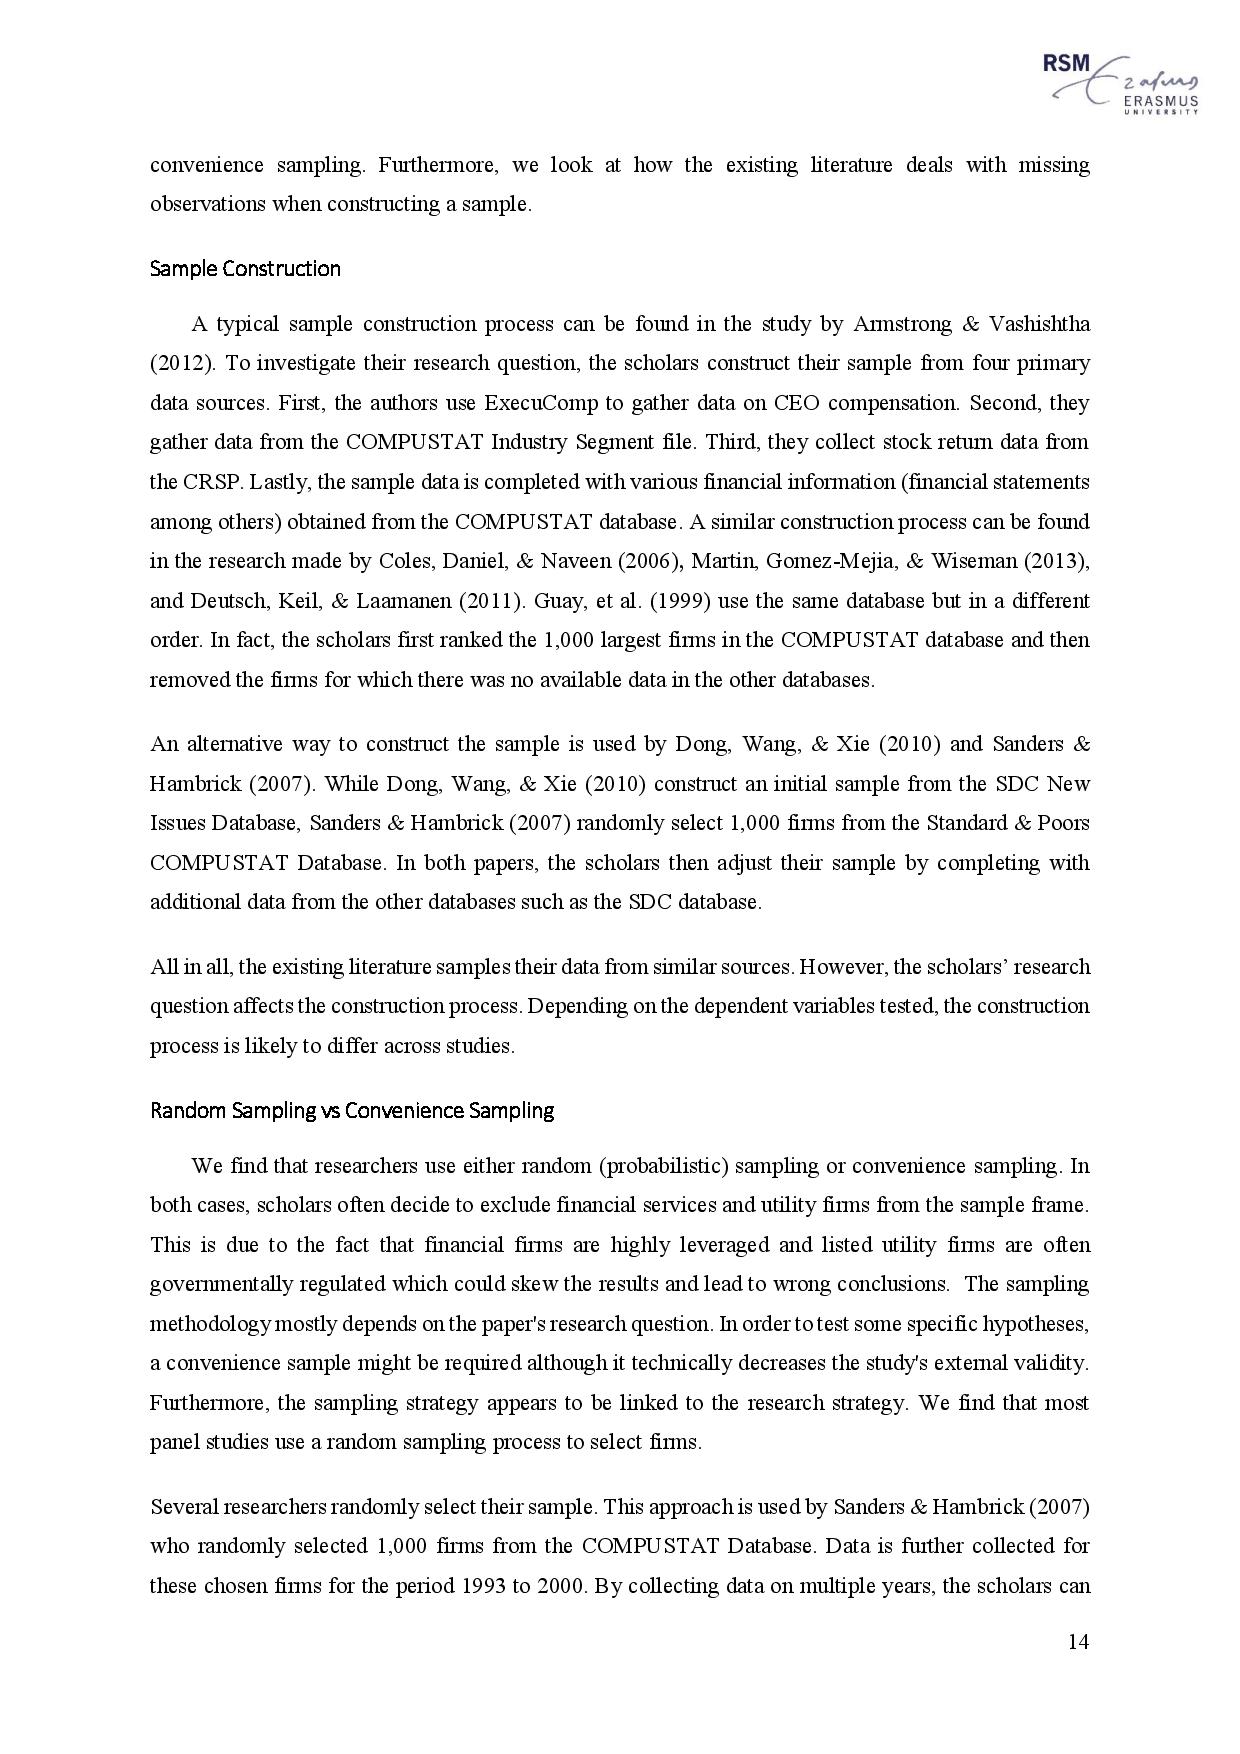 RSM
Erasmus
ERASMUS
UNIVERSITY
convenience sampling. Furthermore, we look at how the existing literature deals with missing
observations when constructing a sample.
Sample Construction
A typical sample construction process can be found in the study by Armstrong & Vashishtha
(2012). To investigate their research question, the scholars construct their sample from four primary
data sources. First, the authors use ExecuComp to gather data on CEO compensation. Second, they
gather data from the COMPUSTAT Industry Segment file. Third, they collect stock return data from
the CRSP. Lastly, the sample data is completed with various financial information (financial statements
among others) obtained from the COMPUSTAT database. A similar construction process can be found
in the research made by Coles, Daniel, & Naveen (2006), Martin, Gomez-Mejia, & Wiseman (2013),
and Deutsch, Keil, & Laamanen (2011). Guay, et al. (1999) use the same database but in a different
order. In fact, the scholars first ranked the 1,000 largest firms in the COMPUSTAT database and then
removed the firms for which there was no available data in the other databases.
An alternative way to construct the sample is used by Dong, Wang, & Xie (2010) and Sanders &
Hambrick (2007). While Dong, Wang, & Xie (2010) construct an initial sample from the SDC New
Issues Database, Sanders & Hambrick (2007) randomly select 1,000 firms from the Standard & Poors
COMPUSTAT Database. In both papers, the scholars then adjust their sample by completing with
additional data from the other databases such as the SDC database.
All in all, the existing literature samples their data from similar sources. However, the scholars’ research
question affects the construction process. Depending on the dependent variables tested, the construction
process is likely to differ across studies.
Random Sampling vs Convenience Sampling
We find that researchers use either random (probabilistic) sampling or convenience sampling. In
both cases, scholars often decide to exclude financial services and utility firms from the sample frame.
This is due to the fact that financial firms are highly leveraged and listed utility firms are often
governmentally regulated which could skew the results and lead to wrong conclusions.  The sampling
methodology mostly depends on the paper's research question. In order to test some specific hypotheses,
a convenience sample might be required although it technically decreases the study's external validity.
Furthermore, the sampling strategy appears to be linked to the research strategy. We find that most
panel studies use a random sampling process to select firms.
Several researchers randomly select their sample. This approach is used by Sanders & Hambrick (2007)
who randomly selected 1,000 firms from the COMPUSTAT Database. Data is further collected for
these chosen firms for the period 1993 to 2000. By collecting data on multiple years, the scholars can
14